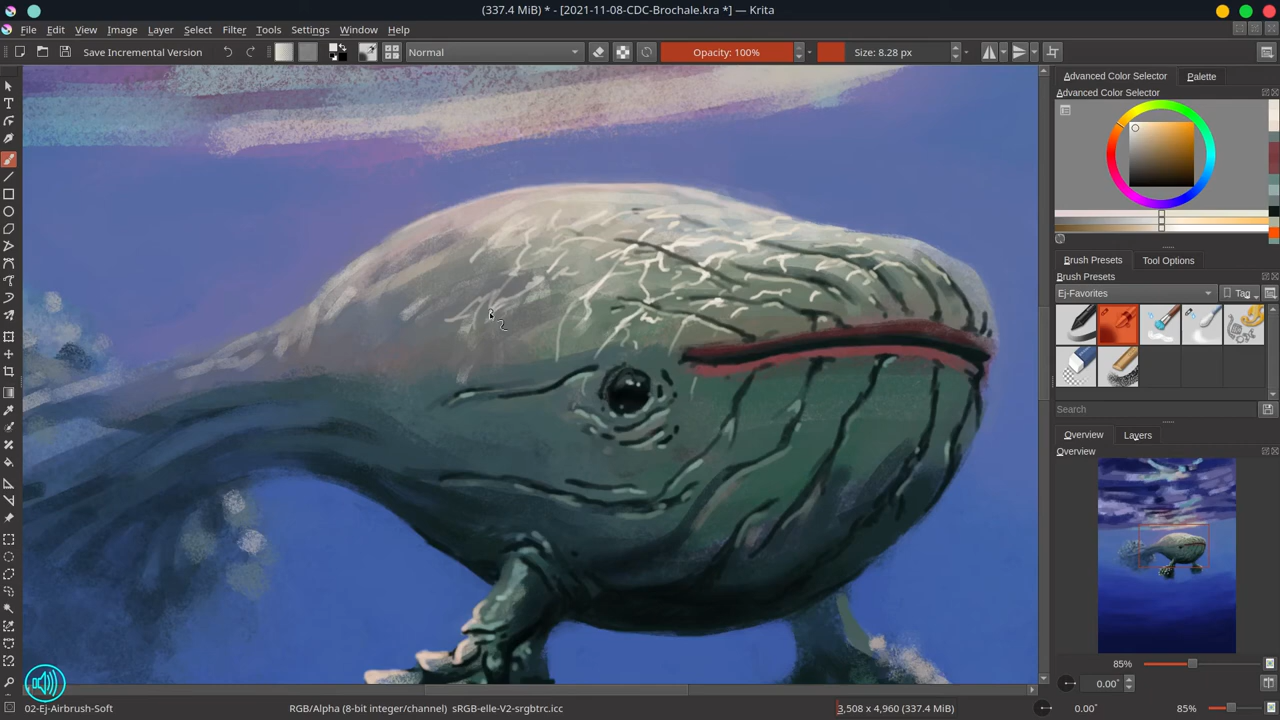 (337.4 MiB) * - [2021-11-08-CDC-Brochale.kra *] — Krita
File Edit View Image Layer Select Filter Tools Settings Window Help
Save Incremental Version Normal Opacity: 100% Size: 8.28 px
Advanced Color Selector Palette
Advanced Color Selector
Brush Presets Tool Options
Brush Presets
Ej-Favorites Tag
Search
Overview Layers
Overview
85%
0.00°
02-Ej-Airbrush-Soft RGB/Alpha (8-bit integer/channel) sRGB-elle-V2-srgbtrc.icc 3,508 x 4,960 (337.4 MiB) 0.00° 85%